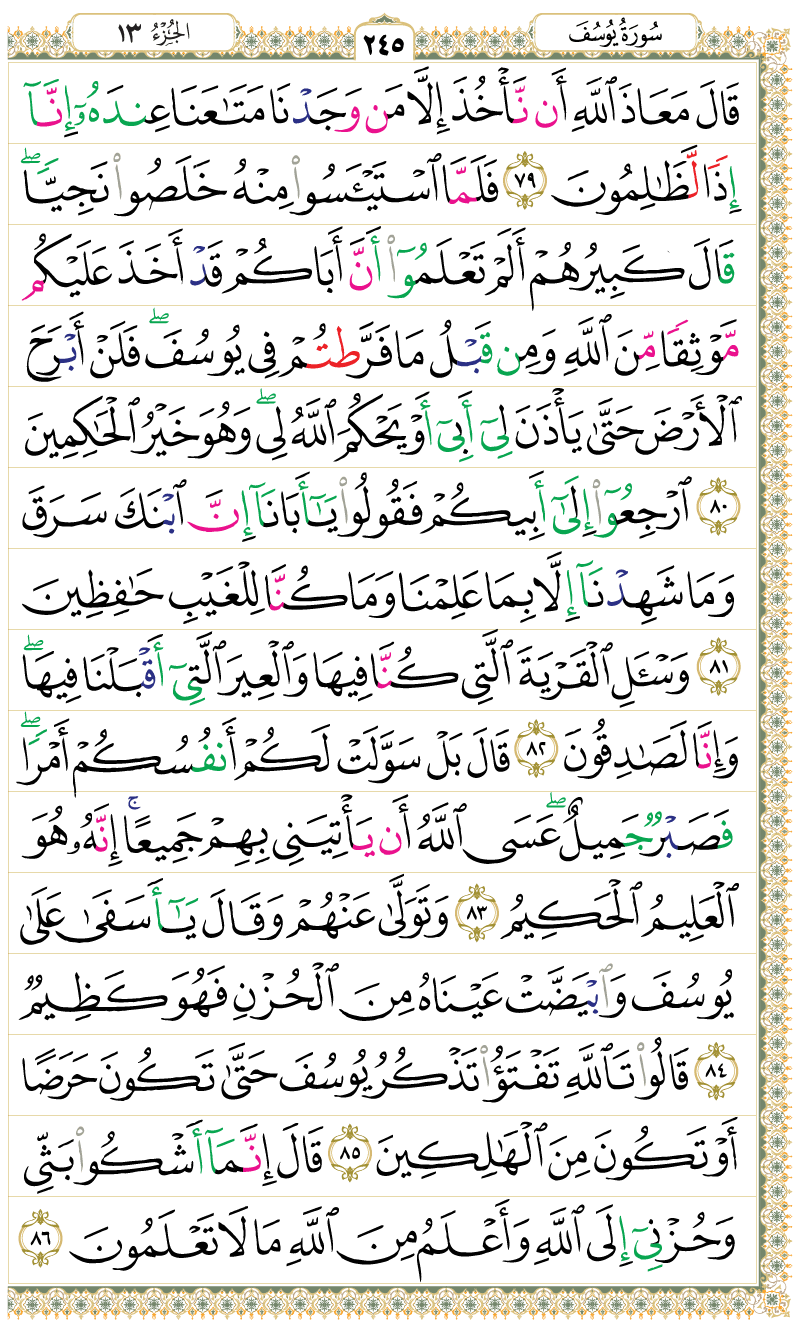 سُورَةُ يُوسُفَ ٢٤٥ الجُزْءُ ١٣
قَالَ مَعَاذَ ٱللَّهِ أَن نَّأْخُذَ إِلَّا مَن وَجَدْنَا مَتَٰعَنَا عِندَهُۥٓ إِنَّآ
إِذًا لَّظَٰلِمُونَ ٧٩ فَلَمَّا ٱسْتَيْـَٔسُوا۟ مِنْهُ خَلَصُوا۟ نَجِيًّا ۖ
قَالَ كَبِيرُهُمْ أَلَمْ تَعْلَمُوٓا۟ أَنَّ أَبَاكُمْ قَدْ أَخَذَ عَلَيْكُم
مَّوْثِقًا مِّنَ ٱللَّهِ وَمِن قَبْلُ مَا فَرَّطتُمْ فِى يُوسُفَ ۖ فَلَنْ أَبْرَحَ
ٱلْأَرْضَ حَتَّىٰ يَأْذَنَ لِىٓ أَبِىٓ أَوْ يَحْكُمَ ٱللَّهُ لِى ۖ وَهُوَ خَيْرُ ٱلْحَٰكِمِينَ
٨٠ ٱرْجِعُوٓا۟ إِلَىٰٓ أَبِيكُمْ فَقُولُوا۟ يَٰٓأَبَانَآ إِنَّ ٱبْنَكَ سَرَقَ
وَمَا شَهِدْنَآ إِلَّا بِمَا عَلِمْنَا وَمَا كُنَّا لِلْغَيْبِ حَٰفِظِينَ
٨١ وَسْـَٔلِ ٱلْقَرْيَةَ ٱلَّتِى كُنَّا فِيهَا وَٱلْعِيرَ ٱلَّتِىٓ أَقْبَلْنَا فِيهَا ۖ
وَإِنَّا لَصَٰدِقُونَ ٨٢ قَالَ بَلْ سَوَّلَتْ لَكُمْ أَنفُسُكُمْ أَمْرًا ۖ
فَصَبْرٌ جَمِيلٌ ۖ عَسَى ٱللَّهُ أَن يَأْتِيَنِى بِهِمْ جَمِيعًا ۚ إِنَّهُۥ هُوَ
ٱلْعَلِيمُ ٱلْحَكِيمُ ٨٣ وَتَوَلَّىٰ عَنْهُمْ وَقَالَ يَٰٓأَسَفَىٰ عَلَىٰ
يُوسُفَ وَٱبْيَضَّتْ عَيْنَاهُ مِنَ ٱلْحُزْنِ فَهُوَ كَظِيمٌ
٨٤ قَالُوا۟ تَٱللَّهِ تَفْتَؤُا۟ تَذْكُرُ يُوسُفَ حَتَّىٰ تَكُونَ حَرَضًا
أَوْ تَكُونَ مِنَ ٱلْهَٰلِكِينَ ٨٥ قَالَ إِنَّمَآ أَشْكُوا۟ بَثِّى
وَحُزْنِىٓ إِلَى ٱللَّهِ وَأَعْلَمُ مِنَ ٱللَّهِ مَا لَا تَعْلَمُونَ ٨٦